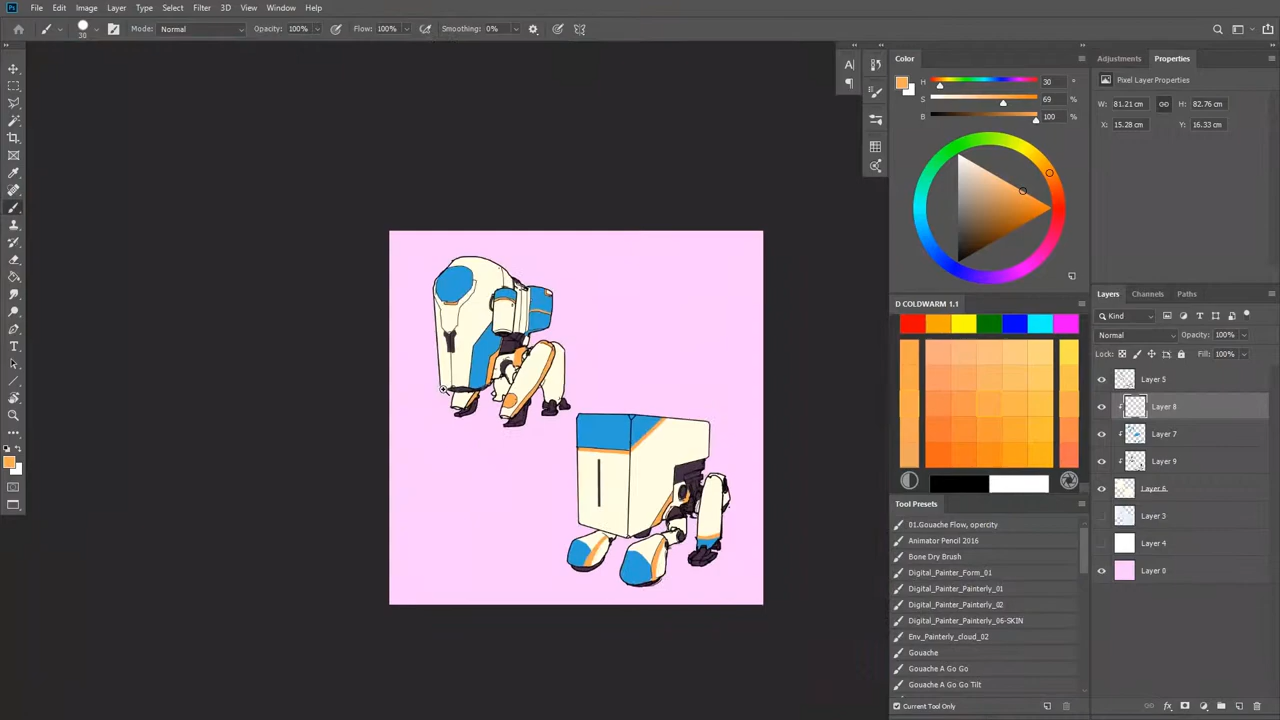 Ps File Edit Image Layer Type Select Filter 3D View Window Help
30 Mode: Normal Opacity: 100% Flow: 100% Smoothing: 0%
Color
H 30 °
S 69 %
B 100 %
D COLDWARM 1.1
Tool Presets
01.Gouache Flow, opercity
Animator Pencil 2016
Bone Dry Brush
Digital_Painter_Form_01
Digital_Painter_Painterly_01
Digital_Painter_Painterly_02
Digital_Painter_Painterly_06-SKIN
Env_Painterly_cloud_02
Gouache
Gouache A Go Go
Gouache A Go Go Tilt
Current Tool Only
Adjustments Properties
Pixel Layer Properties
W: 81.21 cm H: 82.76 cm
X: 15.28 cm Y: 16.33 cm
Layers Channels Paths
Kind
Normal Opacity: 100%
Lock: Fill: 100%
Layer 5
Layer 8
Layer 7
Layer 9
Layer 6
Layer 3
Layer 4
Layer 0